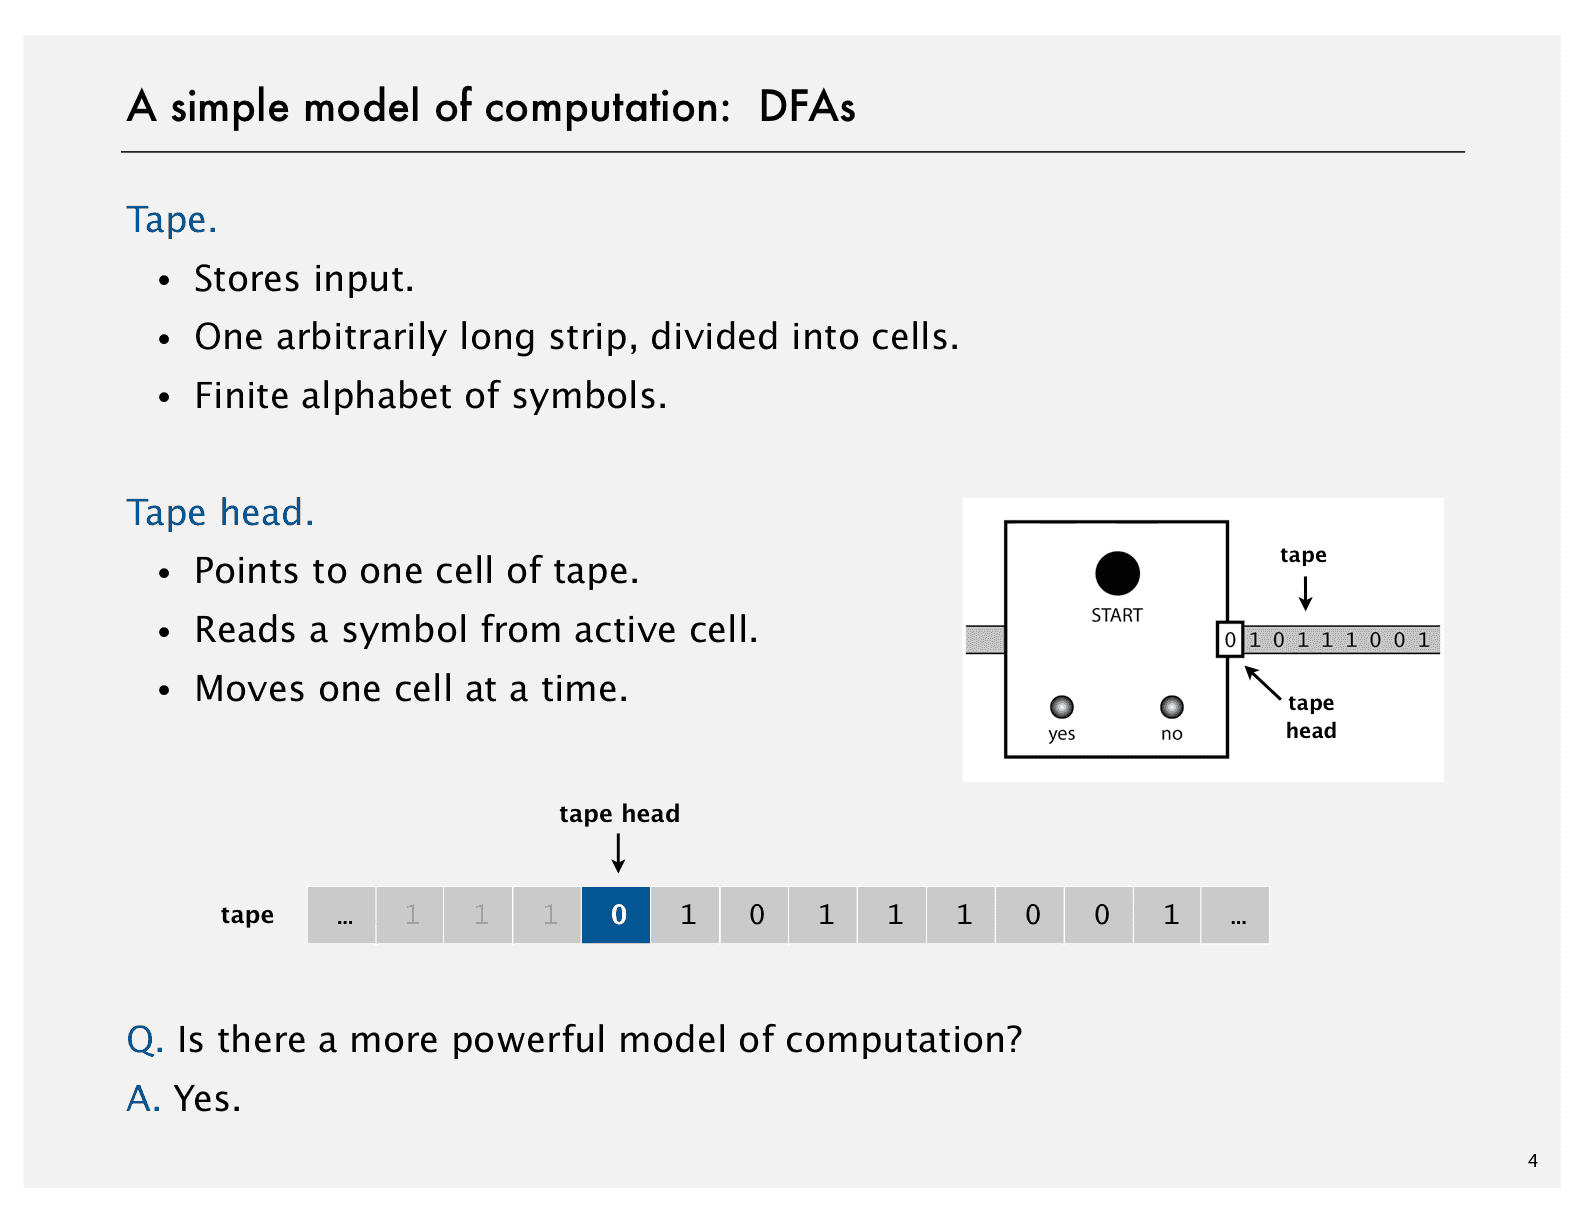 A simple model of computation: DFAs
Tape.
• Stores input.
• One arbitrarily long strip, divided into cells.
• Finite alphabet of symbols.
Tape head.
• Points to one cell of tape.
• Reads a symbol from active cell.
• Moves one cell at a time.
tape
START
0 1 0 1 1 1 0 0 1
yes no
tape
head
tape head
tape ... 1 1 1 0 1 0 1 1 1 0 0 1 ...
Q. Is there a more powerful model of computation?
A. Yes.
4